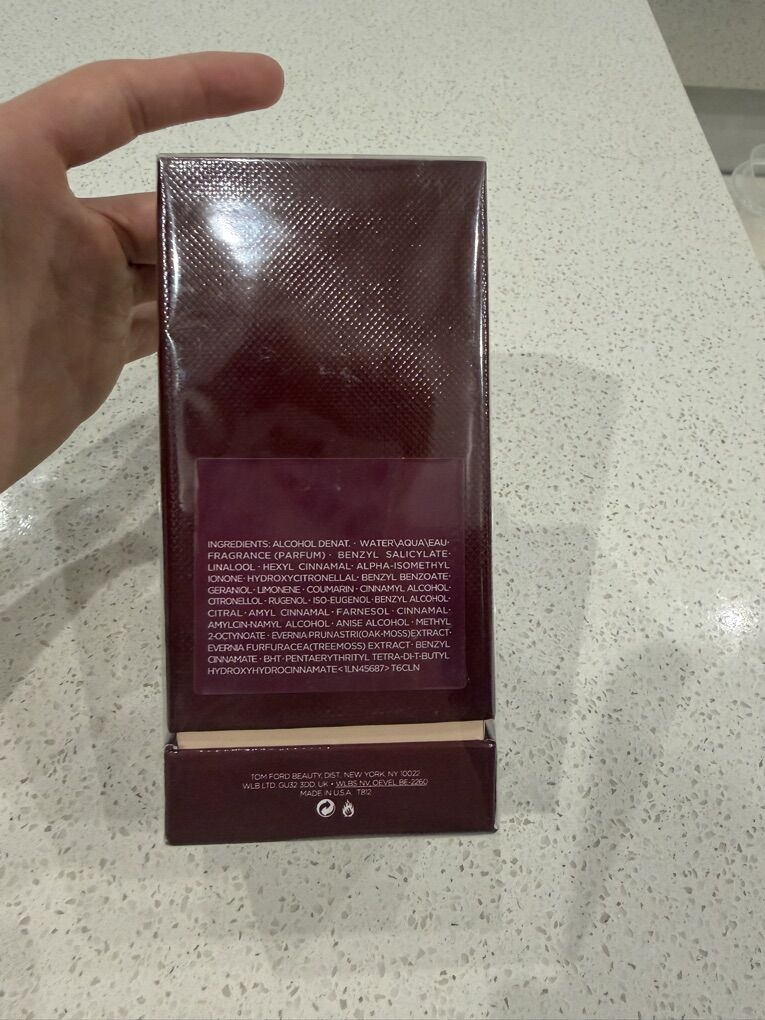 INGREDIENTS: ALCOHOL DENAT. · WATER\AQUA\EAU·
FRAGRANCE (PARFUM) · BENZYL SALICYLATE·
LINALOOL · HEXYL CINNAMAL· ALPHA-ISOMETHYL
IONONE· HYDROXYCITRONELLAL· BENZYL BENZOATE
GERANIOL· LIMONENE · COUMARIN · CINNAMYL ALCOHOL·
OTRONELLOL · RUGENOL· ISO-EUGENOL·BENZYL ALCOHOL·
CITRAL· AMYL CINNAMAL· FARNESOL · CINNAMAL·
AMYLCIN-NAMYL ALCOHOL · ANISE ALCOHOL · METHYL
2-OCTYNOATE · EVERNIA PRUNASTRI(OAK-MOSS)EXTRACT·
EVERNIA FURFURACEA(TREEMOSS) EXTRACT · BENZYL
CINNAMATE · BHT· PENTAERYTHRITYL TETRA-DI-T-BUTYL
HYDROXYHYDROCINNAMATE<1LN45687> T6CLN
TOM FORD BEAUTY, DIST. NEW YORK, NY 10022
WLB LTD. GU32 3DD, UK • WLBS NV, OEVEL BE-2260
MADE IN U.S.A. T812